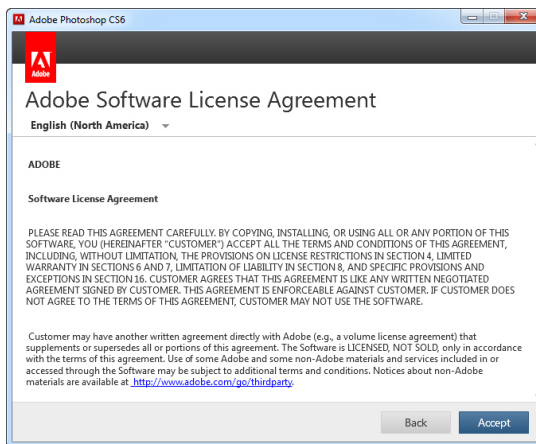 Adobe Photoshop CS6
Adobe
Adobe Software License Agreement
English (North America)
ADOBE
Software License Agreement
PLEASE READ THIS AGREEMENT CAREFULLY. BY COPYING, INSTALLING, OR USING ALL OR ANY PORTION OF THIS
SOFTWARE, YOU (HEREINAFTER "CUSTOMER") ACCEPT ALL THE TERMS AND CONDITIONS OF THIS AGREEMENT,
INCLUDING, WITHOUT LIMITATION, THE PROVISIONS ON LICENSE RESTRICTIONS IN SECTION 4, LIMITED
WARRANTY IN SECTIONS 6 AND 7, LIMITATION OF LIABILITY IN SECTION 8, AND SPECIFIC PROVISIONS AND
EXCEPTIONS IN SECTION 16. CUSTOMER AGREES THAT THIS AGREEMENT IS LIKE ANY WRITTEN NEGOTIATED
AGREEMENT SIGNED BY CUSTOMER. THIS AGREEMENT IS ENFORCEABLE AGAINST CUSTOMER. IF CUSTOMER DOES
NOT AGREE TO THE TERMS OF THIS AGREEMENT, CUSTOMER MAY NOT USE THE SOFTWARE.
Customer may have another written agreement directly with Adobe (e.g., a volume license agreement) that
supplements or supersedes all or portions of this agreement. The Software is LICENSED, NOT SOLD, only in accordance
with the terms of this agreement. Use of some Adobe and some non-Adobe materials and services included in or
accessed through the Software may be subject to additional terms and conditions. Notices about non-Adobe
materials are available at http://www.adobe.com/go/thirdparty.
Back
Accept